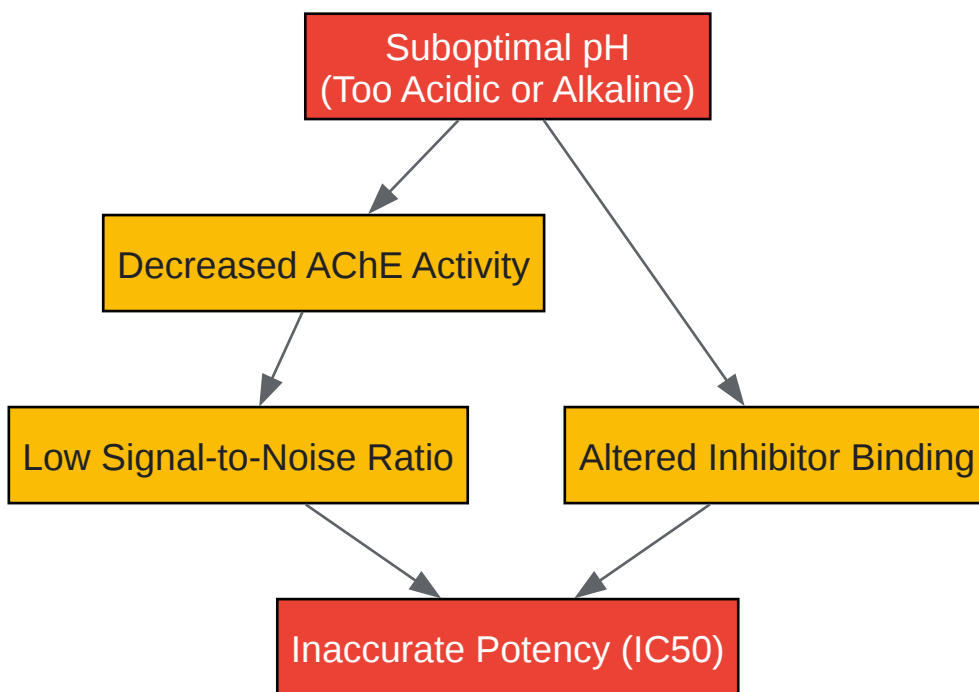 Suboptimal pH
(Too Acidic or Alkaline)
Decreased AChE Activity
Low Signal-to-Noise Ratio
Altered Inhibitor Binding
Inaccurate Potency (IC50)